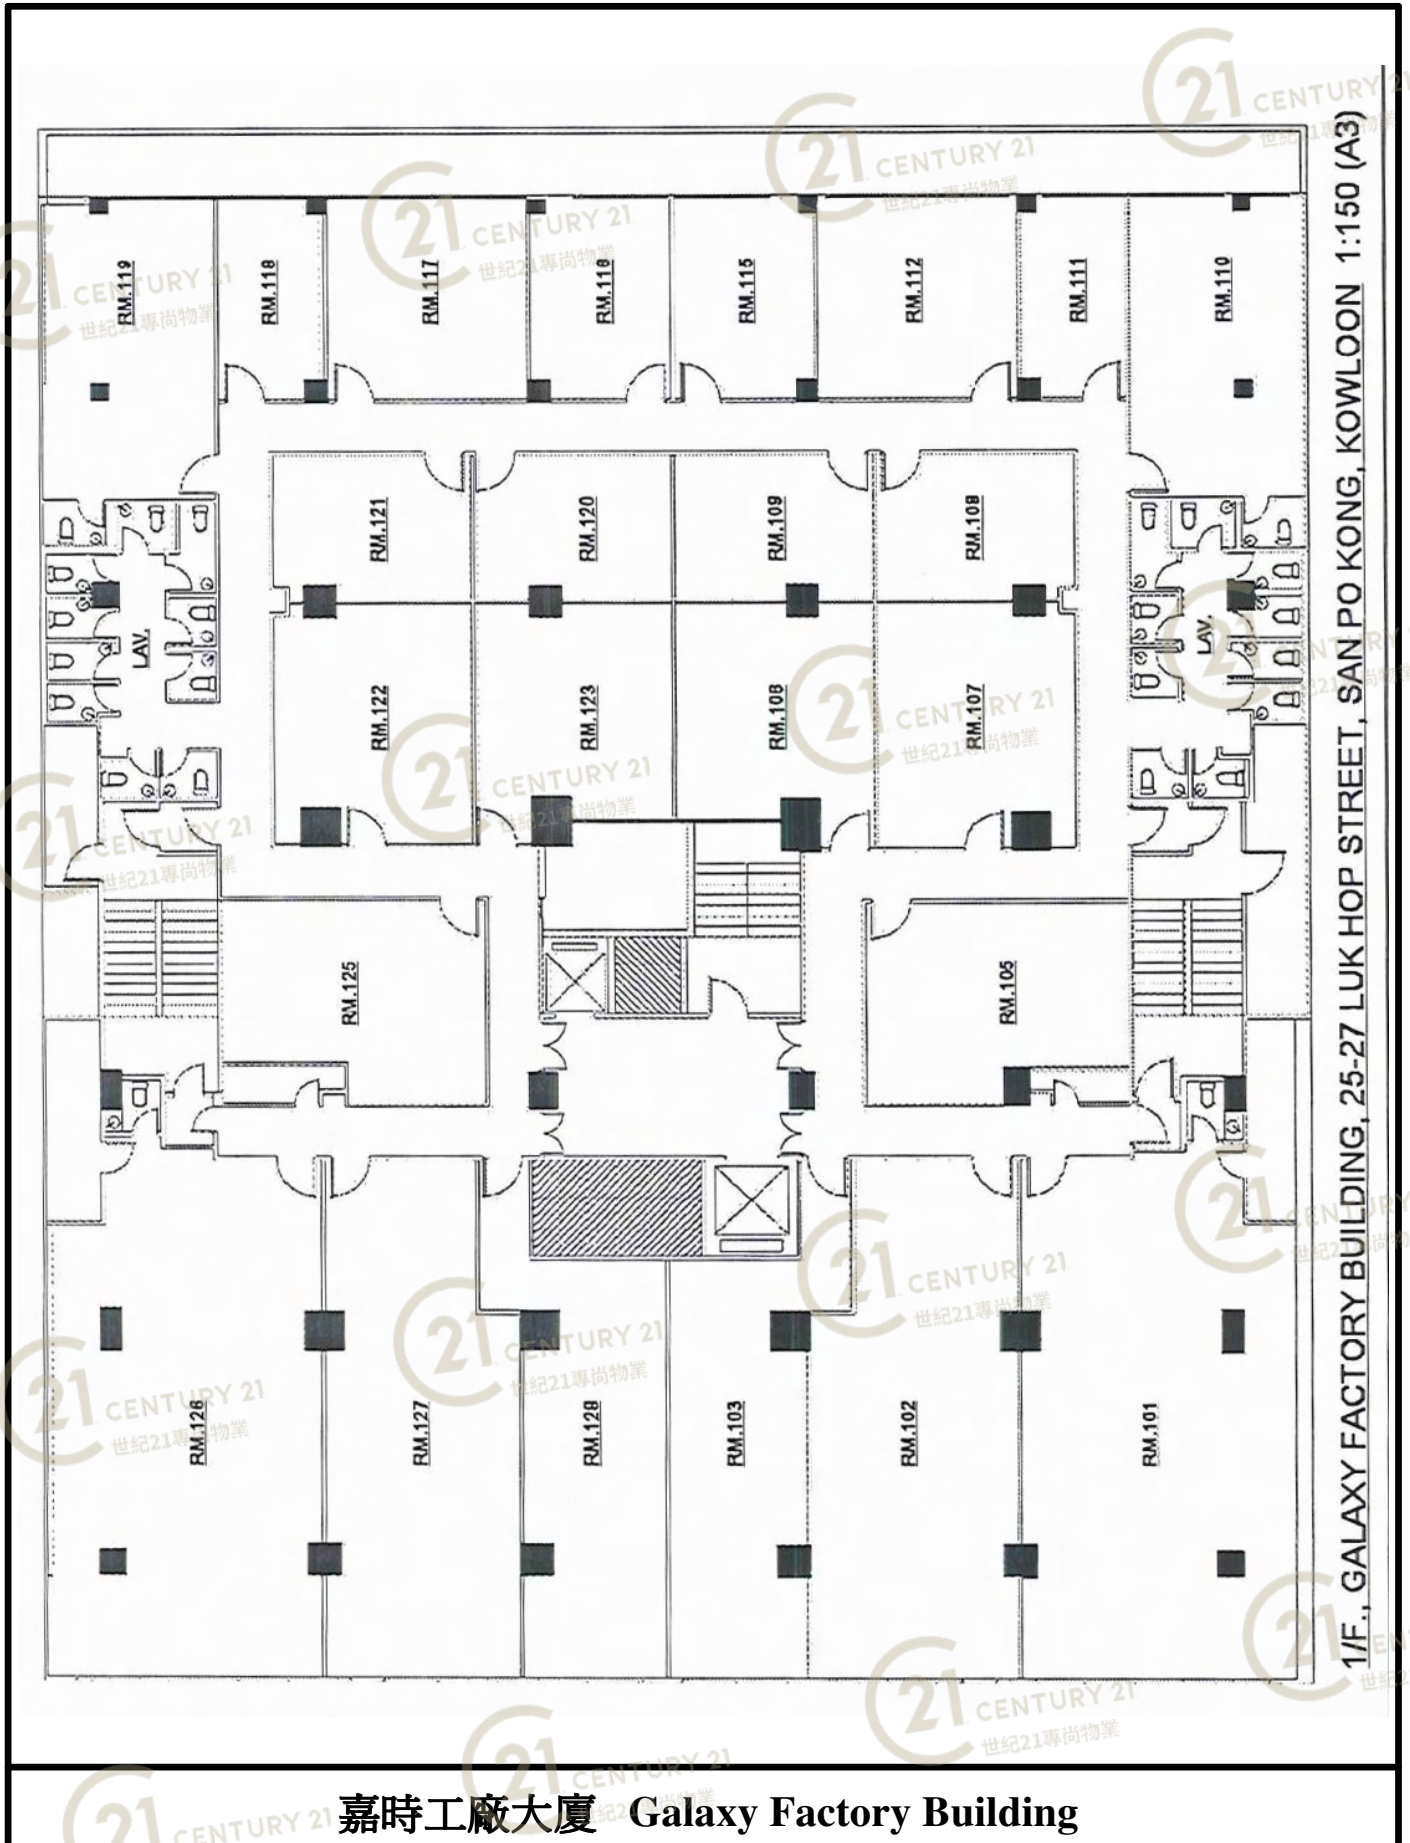 RM.119
RM.118
RM.117
RM.116
RM.115
RM.112
RM.111
RM.110
RM.121
RM.120
RM.109
RM.108
LAV.
LAV.
RM.122
RM.123
RM.106
RM.107
RM.125
RM.105
RM.126
RM.127
RM.128
RM.103
RM.102
RM.101
1/F., GALAXY FACTORY BUILDING, 25-27 LUK HOP STREET, SAN PO KONG, KOWLOON 1:150 (A3)
嘉時工廠大廈 Galaxy Factory Building
21 CENTURY 21
世紀21專尚物業